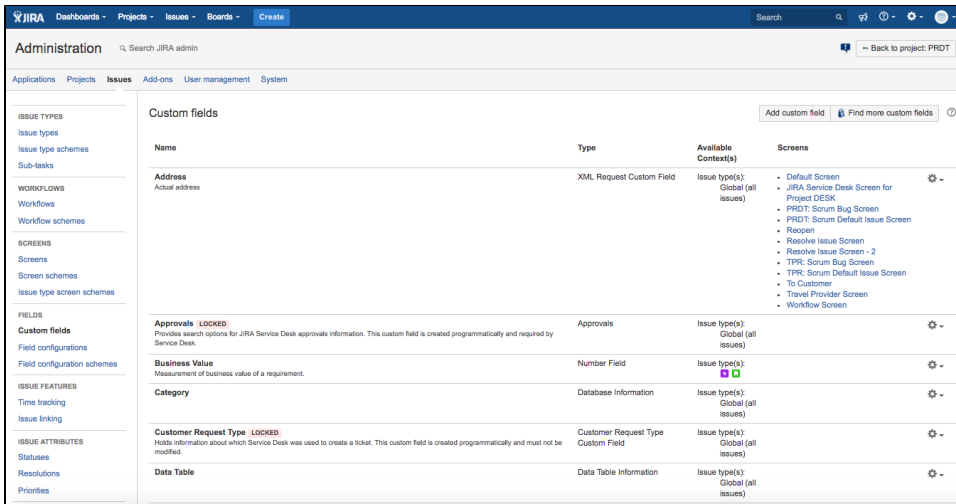 JIRA Dashboards Projects Issues Boards Create Search
Administration Search JIRA admin Back to project: PRDT
Applications Projects Issues Add-ons User management System
ISSUE TYPES
Issue types
Issue type schemes
Sub-tasks
WORKFLOWS
Workflows
Workflow schemes
SCREENS
Screens
Screen schemes
Issue type screen schemes
FIELDS
Custom fields
Field configurations
Field configuration schemes
ISSUE FEATURES
Time tracking
Issue linking
ISSUE ATTRIBUTES
Statuses
Resolutions
Priorities
Custom fields
Add custom field Find more custom fields
Name Type Available Context(s) Screens
Address
Actual address
XML Request Custom Field
Issue type(s):
Global (all
issues)
Default Screen
JIRA Service Desk Screen for
Project DESK
PRDT: Scrum Bug Screen
PRDT: Scrum Default Issue Screen
Reopen
Resolve Issue Screen
Resolve Issue Screen - 2
TPR: Scrum Bug Screen
TPR: Scrum Default Issue Screen
To Customer
Travel Provider Screen
Workflow Screen
Approvals LOCKED
Provides search options for JIRA Service Desk approvals information. This custom field is created programmatically and required by
Service Desk.
Approvals
Issue type(s):
Global (all
issues)
Business Value
Measurement of business value of a requirement.
Number Field
Issue type(s):
Category
Database Information
Issue type(s):
Global (all
issues)
Customer Request Type LOCKED
Holds information about which Service Desk was used to create a ticket. This custom field is created programmatically and must not be
modified.
Customer Request Type
Custom Field
Issue type(s):
Global (all
issues)
Data Table
Data Table Information
Issue type(s):
Global (all
issues)